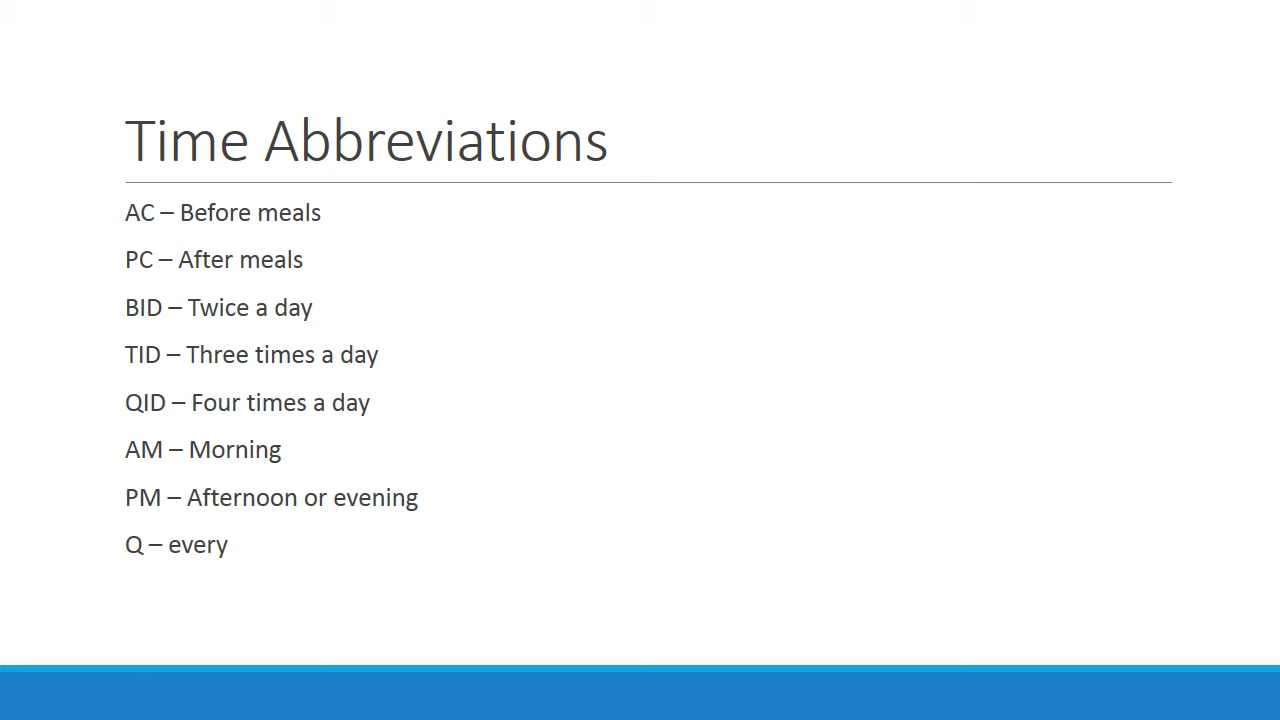 Time Abbreviations
AC – Before meals
PC – After meals
BID – Twice a day
TID – Three times a day
QID – Four times a day
AM – Morning
PM – Afternoon or evening
Q – every